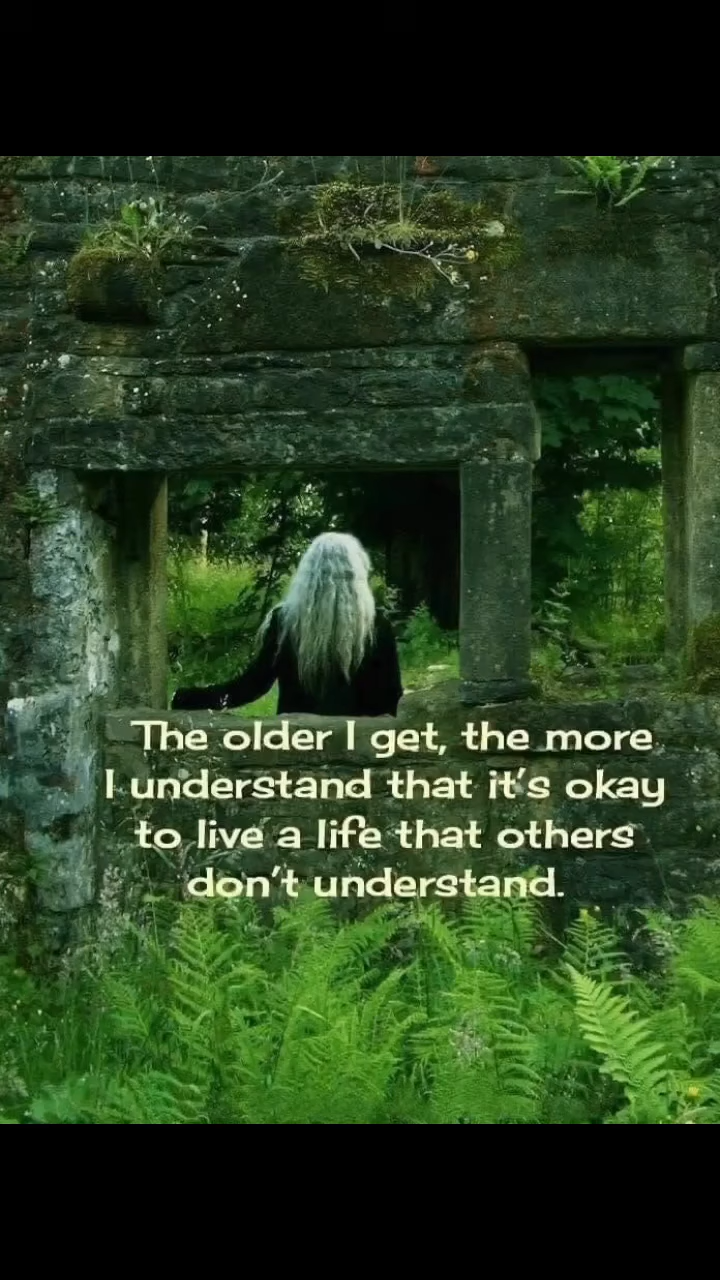 The older I get, the more
I understand that it's okay
to live a life that others
don't understand.